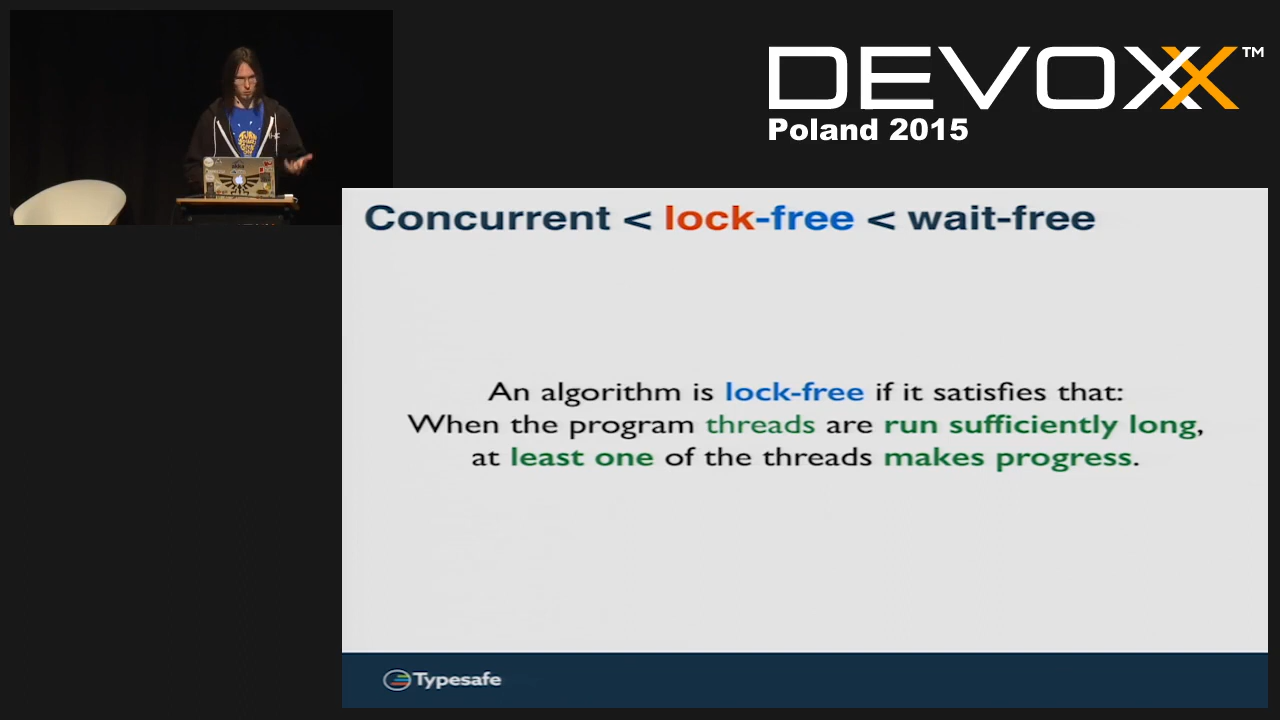 DEVOXX™
Poland 2015
Concurrent < lock-free < wait-free
An algorithm is lock-free if it satisfies that:
When the program threads are run sufficiently long,
at least one of the threads makes progress.
Typesafe